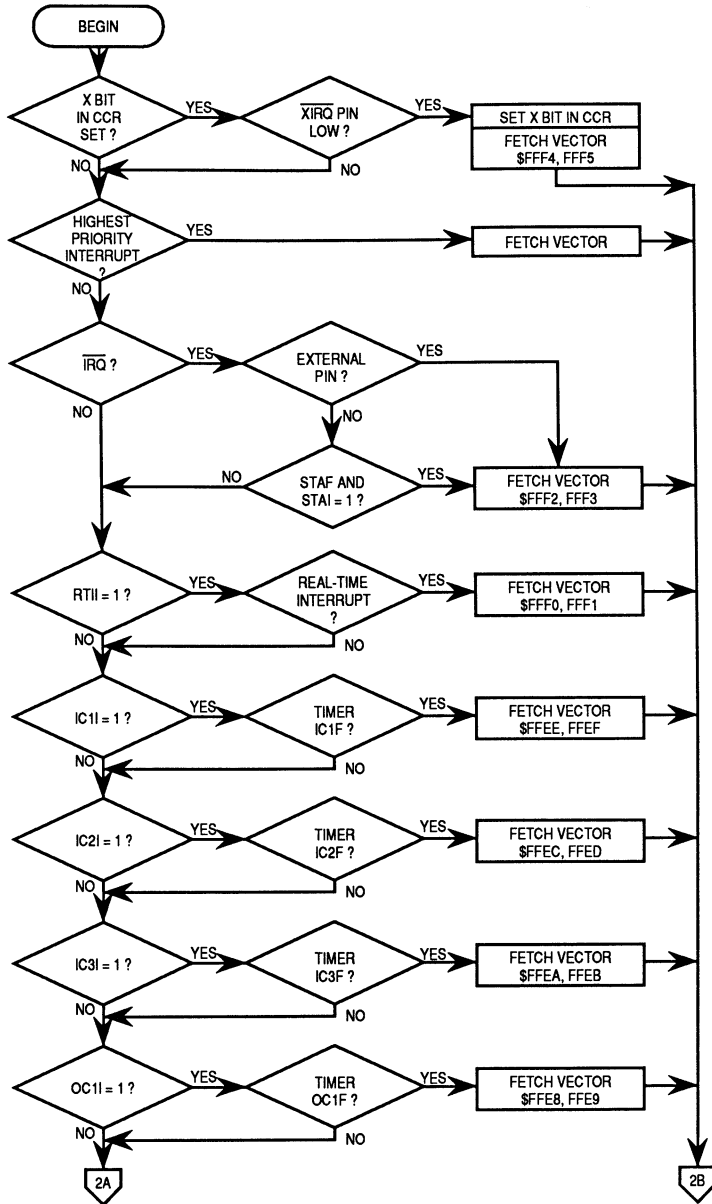 BEGIN
X BIT
IN CCR
SET ?
YES
NO
XIRQ PIN
LOW ?
YES
NO
SET X BIT IN CCR
FETCH VECTOR
$FFF4, FFF5
HIGHEST
PRIORITY
INTERRUPT
?
YES
NO
FETCH VECTOR
IRQ ?
YES
NO
EXTERNAL
PIN ?
YES
NO
STAF AND
STAI = 1 ?
NO
YES
FETCH VECTOR
$FFF2, FFF3
RTII = 1 ?
YES
NO
REAL-TIME
INTERRUPT
?
YES
NO
FETCH VECTOR
$FFF0, FFF1
IC1I = 1 ?
YES
NO
TIMER
IC1F ?
YES
NO
FETCH VECTOR
$FFEE, FFEF
IC2I = 1 ?
YES
NO
TIMER
IC2F ?
YES
NO
FETCH VECTOR
$FFEC, FFED
IC3I = 1 ?
YES
NO
TIMER
IC3F ?
YES
NO
FETCH VECTOR
$FFEA, FFEB
OC1I = 1 ?
YES
NO
TIMER
OC1F ?
YES
NO
FETCH VECTOR
$FFE8, FFE9
2A
2B